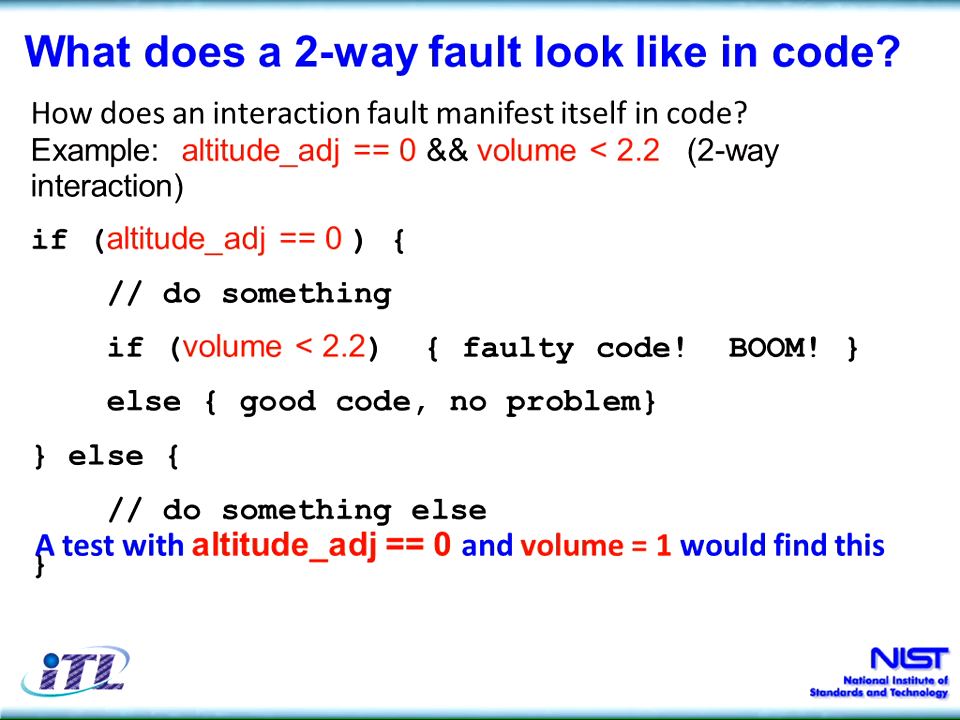 What does a 2-way fault look like in code?
How does an interaction fault manifest itself in code?
Example: altitude_adj == 0 && volume < 2.2 (2-way
interaction)
if (altitude_adj == 0 ) {
// do something
if (volume < 2.2) { faulty code! BOOM! }
else { good code, no problem}
} else {
// do something else
A test with altitude_adj == 0 and volume = 1 would find this
}
iTL
NIST
National Institute of
Standards and Technology